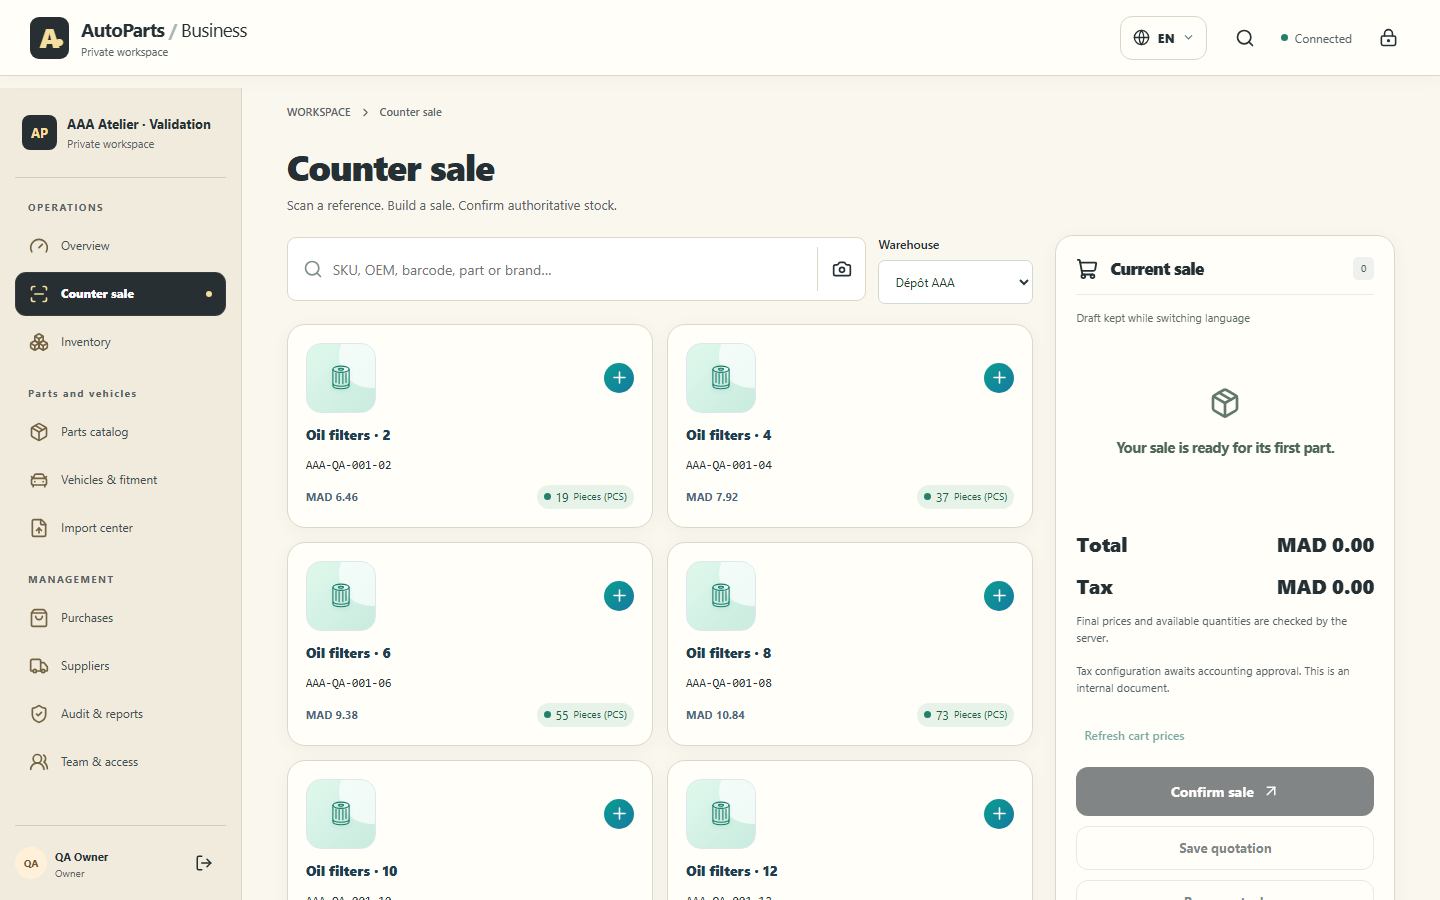 AutoParts / Business
Private workspace
EN
Connected
AP
AAA Atelier · Validation
Private workspace
OPERATIONS
Overview
Counter sale
Inventory
Parts and vehicles
Parts catalog
Vehicles & fitment
Import center
MANAGEMENT
Purchases
Suppliers
Audit & reports
Team & access
QA
QA Owner
Owner
WORKSPACE > Counter sale
Counter sale
Scan a reference. Build a sale. Confirm authoritative stock.
SKU, OEM, barcode, part or brand...
Warehouse
Dépôt AAA
Oil filters · 2
AAA-QA-001-02
MAD 6.46
19 Pieces (PCS)
Oil filters · 4
AAA-QA-001-04
MAD 7.92
37 Pieces (PCS)
Oil filters · 6
AAA-QA-001-06
MAD 9.38
55 Pieces (PCS)
Oil filters · 8
AAA-QA-001-08
MAD 10.84
73 Pieces (PCS)
Oil filters · 10
Oil filters · 12
Current sale
0
Draft kept while switching language
Your sale is ready for its first part.
Total MAD 0.00
Tax MAD 0.00
Final prices and available quantities are checked by the
server.
Tax configuration awaits accounting approval. This is an
internal document.
Refresh cart prices
Confirm sale
Save quotation